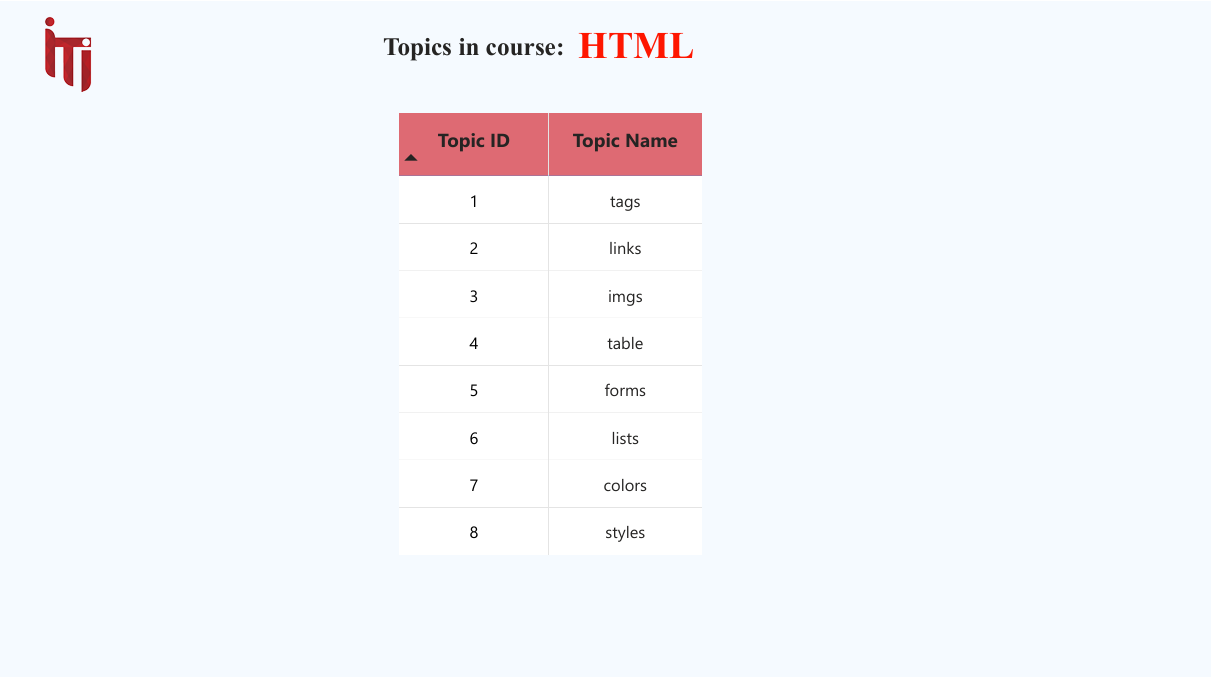 iTi
Topics in course: HTML
Topic ID Topic Name
1 tags
2 links
3 imgs
4 table
5 forms
6 lists
7 colors
8 styles